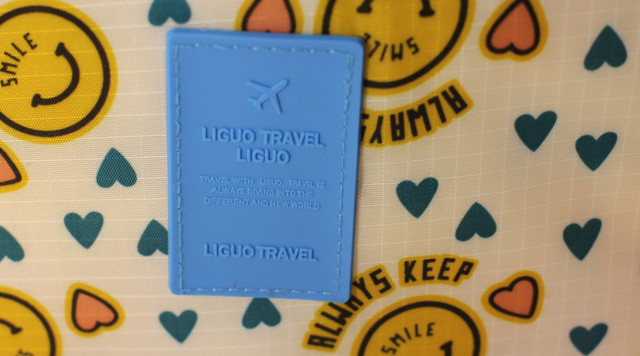 SMILE
SMILE
ALWAYS
LIGUO TRAVEL
LIGUO
TRAVEL WITH LIGUO, TRAVEL IS
ALWAYS DIVING INTO THE
DIFFERENT AND NEW WORLD
LIGUO TRAVEL
ALWAYS KEEP
SMILE